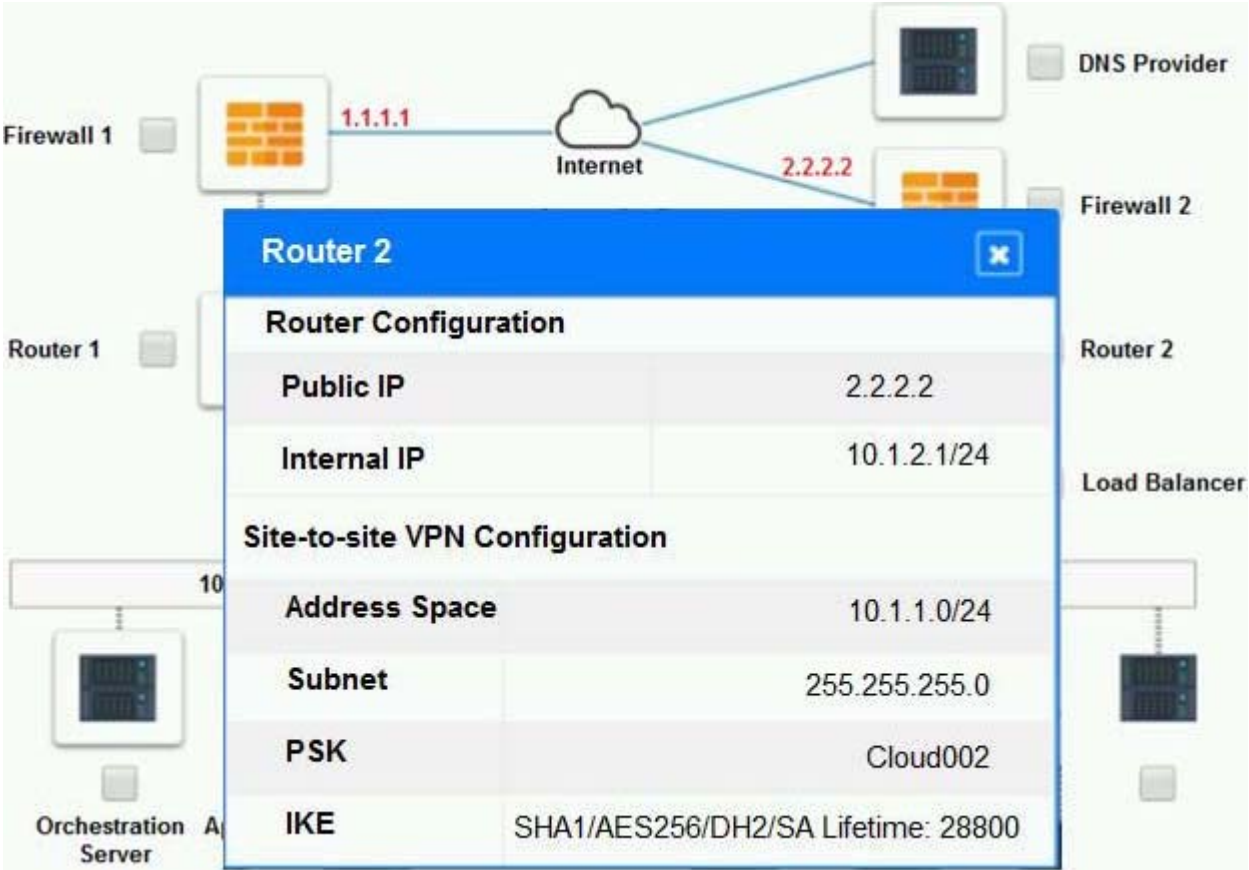 DNS Provider
Firewall 1
1.1.1.1
Internet
2.2.2.2
Firewall 2
Router 2
Router Configuration
Router 1
Router 2
Public IP 2.2.2.2
Internal IP 10.1.2.1/24
Load Balancer
Site-to-site VPN Configuration
10
Address Space 10.1.1.0/24
Subnet 255.255.255.0
PSK Cloud002
IKE SHA1/AES256/DH2/SA Lifetime: 28800
Orchestration
Server